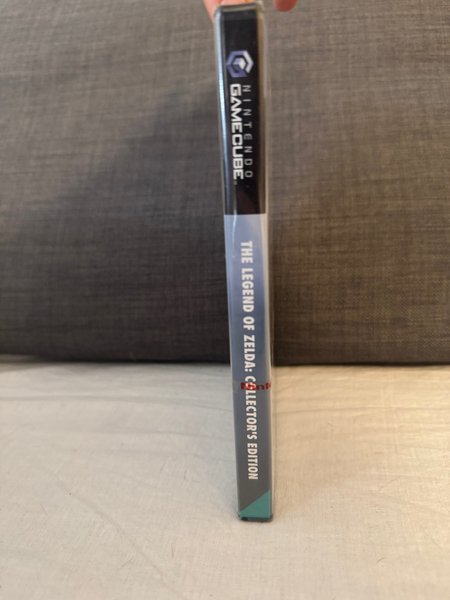 NINTENDO
GAMECUBE
THE LEGEND OF ZELDA: COLLECTOR'S EDITION